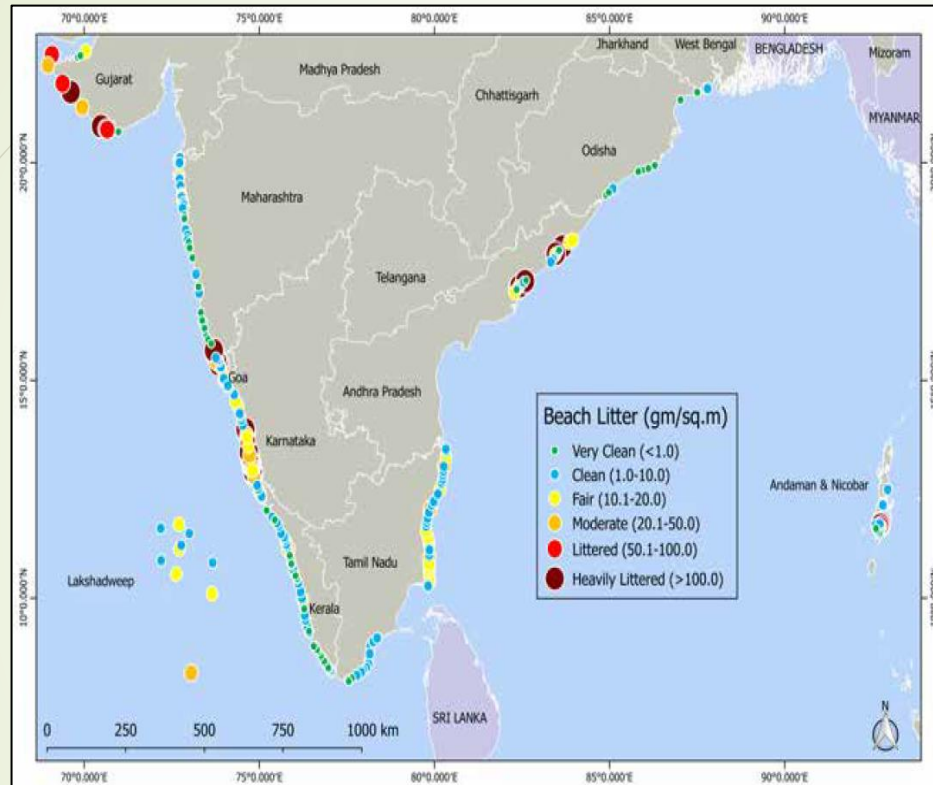 70°0.000'E
75°0.000'E
80°0.000'E
85°0.000'E
90°0.000'E
Jharkhand
West Bengal
BANGLADESH
Mizoram
Gujarat
Madhya Pradesh
Chhattisgarh
MYANMAR
Odisha
20°0.000'N
Maharashtra
Telangana
15°0.000'N
Goa
Andhra Pradesh
Karnataka
Beach Litter (gm/sq.m)
Very Clean (<1.0)
Clean (1.0-10.0)
Fair (10.1-20.0)
Moderate (20.1-50.0)
Littered (50.1-100.0)
Heavily Littered (>100.0)
Andaman & Nicobar
Tamil Nadu
Lakshadweep
10°0.000'N
Kerala
SRI LANKA
N
0 250 500 750 1000 km
70°0.000'E
75°0.000'E
80°0.000'E
85°0.000'E
90°0.000'E